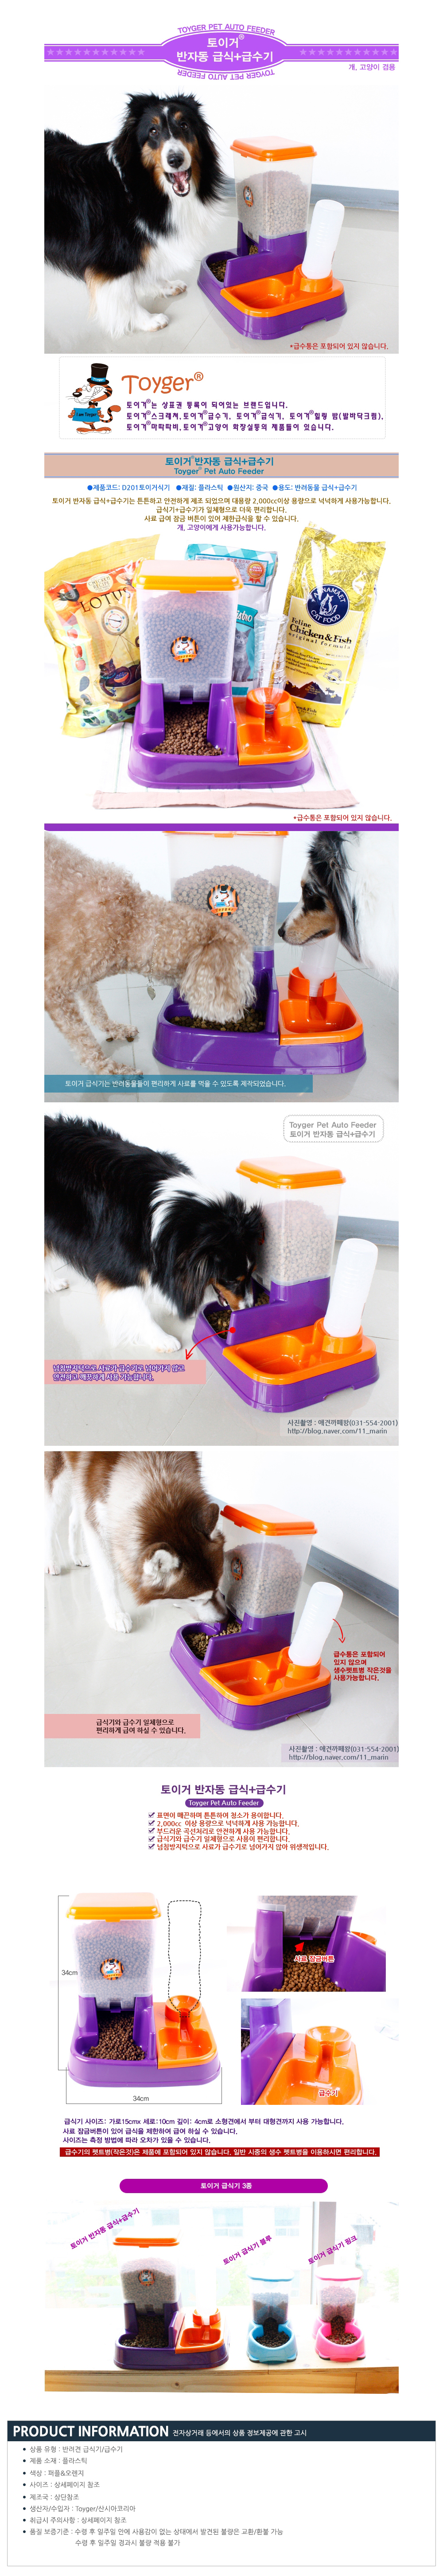 TOYGER PET AUTO FEEDER
토이거®
반자동 급식+급수기
TOYGER PET AUTO FEEDER
개, 고양이 겸용
*급수통은 포함되어 있지 않습니다.
I am Toyger!
Toyger®
토이거®는 상표권 등록이 되어있는 브랜드입니다.
토이거®스크래쳐, 토이거®급수기, 토이거®급식기, 토이거®힐링 밤(발바닥크림),
토이거®마따따비, 토이거®고양이 화장실등의 제품들이 있습니다.
토이거®반자동 급식+급수기
Toyger® Pet Auto Feeder
●제품코드: D201토이거식기 ●재질: 플라스틱 ●원산지: 중국 ●용도: 반려동물 급식+급수기
토이거 반자동 급식+급수기는 튼튼하고 안전하게 제조 되었으며 대용량 2,000cc이상 용량으로 넉넉하게 사용가능합니다.
급식기+급수기가 일체형으로 더욱 편리합니다.
사료 급여 잠금 버튼이 있어 제한급식을 할 수 있습니다.
개, 고양이에게 사용가능합니다.
LOTUS
ANAMAET
CAT FOOD
Feline
Chicken & Fish
original formula
*급수통은 포함되어 있지 않습니다.
토이거 급식기는 반려동물들이 편리하게 사료를 먹을 수 있도록 제작되었습니다.
Toyger Pet Auto Feeder
토이거 반자동 급식+급수기
넘침방지턱으로 사료가 급수기로 넘어가지 않고
안전하고 깨끗하게 사용 가능합니다.
사진촬영 : 애견까페왕(031-554-2001)
http://blog.naver.com/11_marin
급수통은 포함되어
있지 않으며
생수펫트병 작은것을
사용가능합니다.
급식기와 급수기 일체형으로
편리하게 급여 하실 수 있습니다.
사진촬영 : 애견까페왕(031-554-2001)
http://blog.naver.com/11_marin
토이거 반자동 급식+급수기
Toyger Pet Auto Feeder
표면이 매끈하며 튼튼하여 청소가 용이합니다.
2,000cc 이상 용량으로 넉넉하게 사용 가능합니다.
부드러운 곡선처리로 안전하게 사용 가능합니다.
급식기와 급수기 일체형으로 사용이 편리합니다.
넘침방지턱으로 사료가 급수기로 넘어가지 않아 위생적입니다.
34cm
34cm
사료 잠금버튼
급수기
급식기 사이즈: 가로15cmx 세로:10cm 깊이: 4cm로 소형견에서 부터 대형견까지 사용 가능합니다.
사료 잠금버튼이 있어 급식을 제한하여 급여 하실 수 있습니다.
사이즈는 측정 방법에 따라 오차가 있을 수 있습니다.
급수기의 펫트병(작은것)은 제품에 포함되어 있지 않습니다. 일반 시중의 생수 펫트병을 이용하시면 편리합니다.
토이거 급식기 3종
토이거 반자동 급식+급수기
토이거 급식기 블루
토이거 급식기 핑크
PRODUCT INFORMATION 전자상거래 등에서의 상품 정보제공에 관한 고시
● 상품 유형 : 반려견 급식기/급수기
● 제품 소재 : 플라스틱
● 색상 : 퍼플&오렌지
● 사이즈 : 상세페이지 참조
● 제조국 : 상단참조
● 생산자/수입자 : Toyger/산시아코리아
● 취급시 주의사항 : 상세페이지 참조
● 품질 보증기준 : 수령 후 일주일 안에 사용감이 없는 상태에서 발견된 불량은 교환/환불 가능
수령 후 일주일 경과시 불량 적용 불가